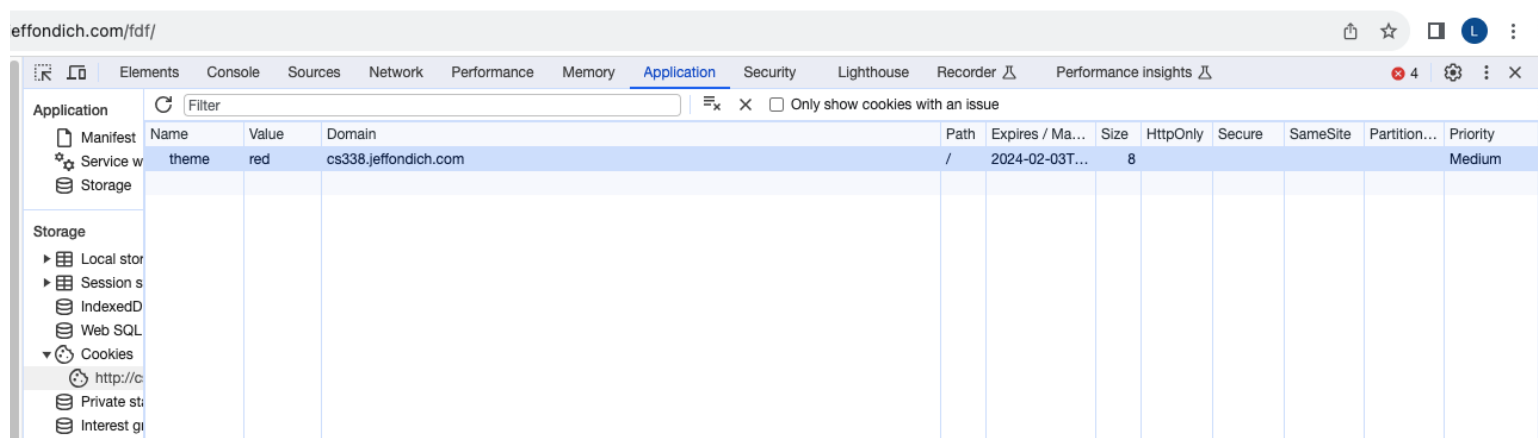 effondich.com/fdf/
L
Elements Console Sources Network Performance Memory Application Security Lighthouse Recorder Performance insights 4
Application
Manifest
Service w
Storage
Storage
Local stor
Session s
IndexedD
Web SQL
Cookies
http://c
Private sta
Interest gr
Filter Only show cookies with an issue
Name Value Domain Path Expires / Ma... Size HttpOnly Secure SameSite Partition... Priority
theme red cs338.jeffondich.com / 2024-02-03T... 8 Medium